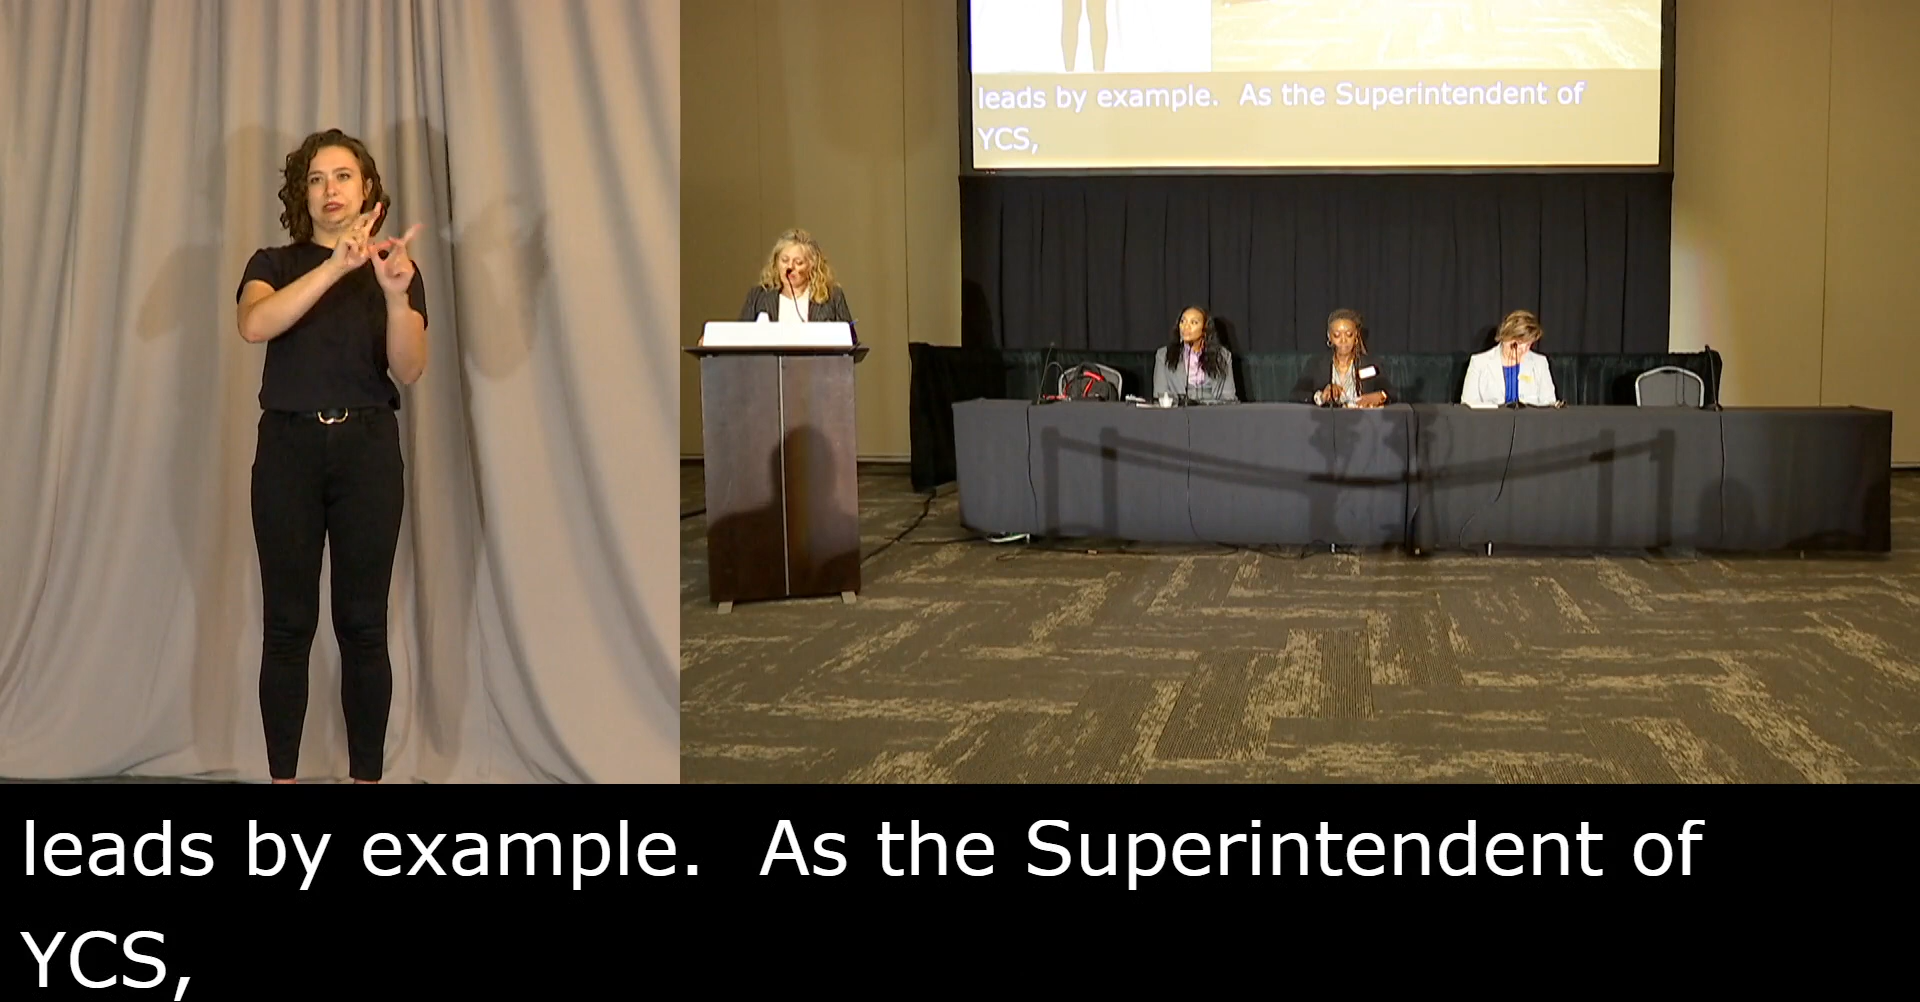 leads by example.  As the Superintendent of
YCS,
leads by example.  As the Superintendent of
YCS,